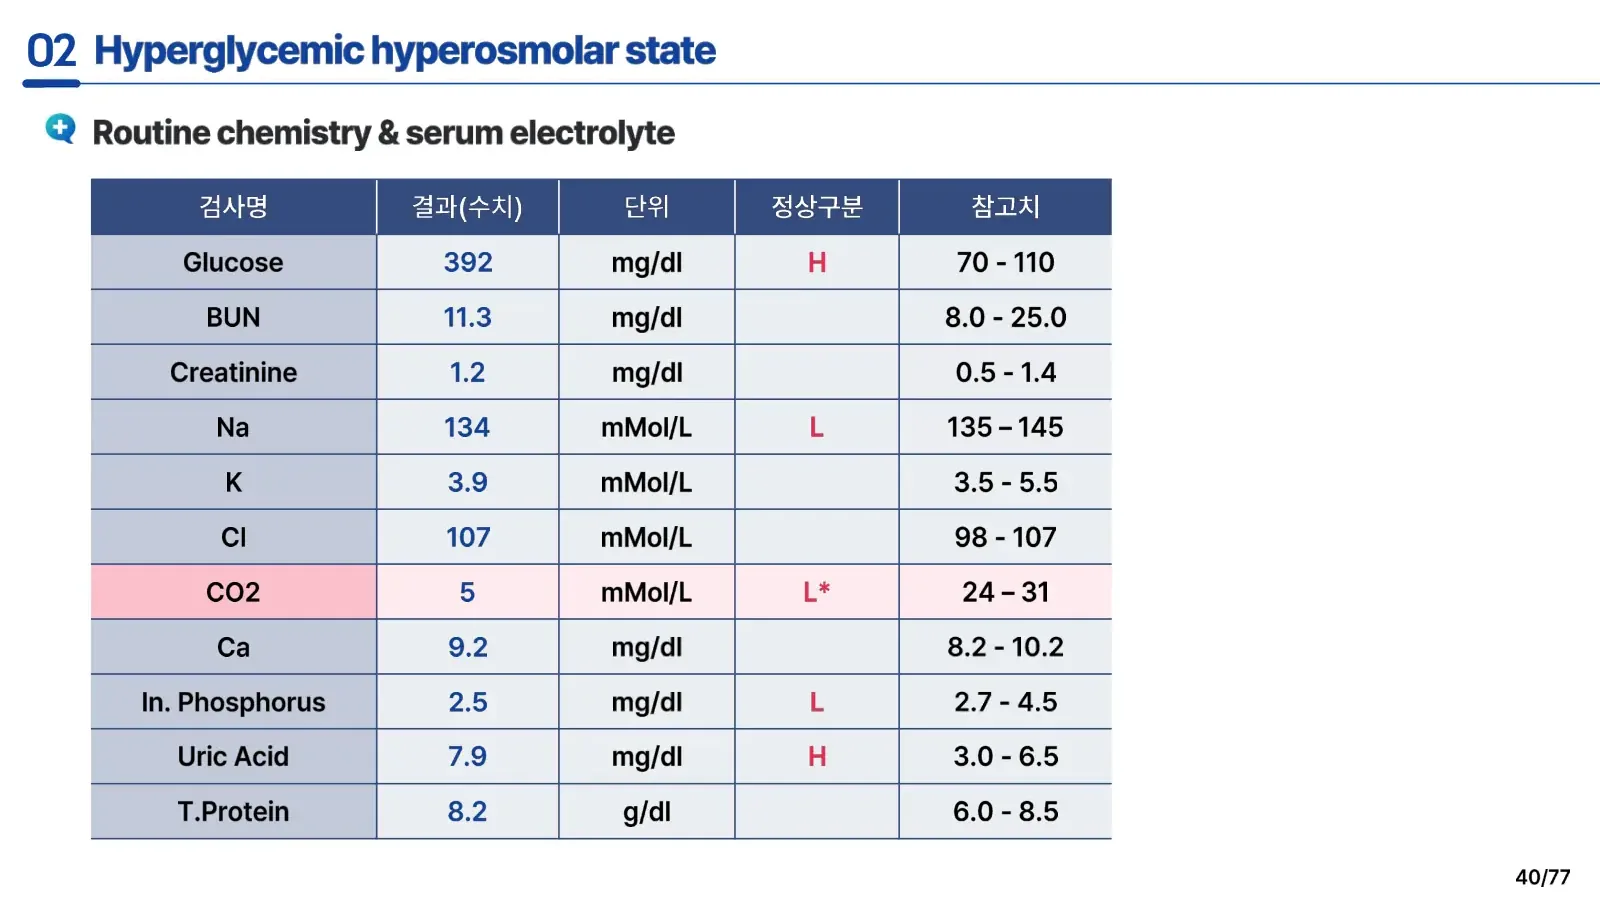 02 Hyperglycemic hyperosmolar state
Routine chemistry & serum electrolyte
검사명 결과(수치) 단위 정상구분 참고치
Glucose 392 mg/dl H 70 - 110
BUN 11.3 mg/dl 8.0 - 25.0
Creatinine 1.2 mg/dl 0.5 - 1.4
Na 134 mMol/L L 135 – 145
K 3.9 mMol/L 3.5 - 5.5
Cl 107 mMol/L 98 - 107
CO2 5 mMol/L L* 24 – 31
Ca 9.2 mg/dl 8.2 - 10.2
In. Phosphorus 2.5 mg/dl L 2.7 - 4.5
Uric Acid 7.9 mg/dl H 3.0 - 6.5
T.Protein 8.2 g/dl 6.0 - 8.5
40/77